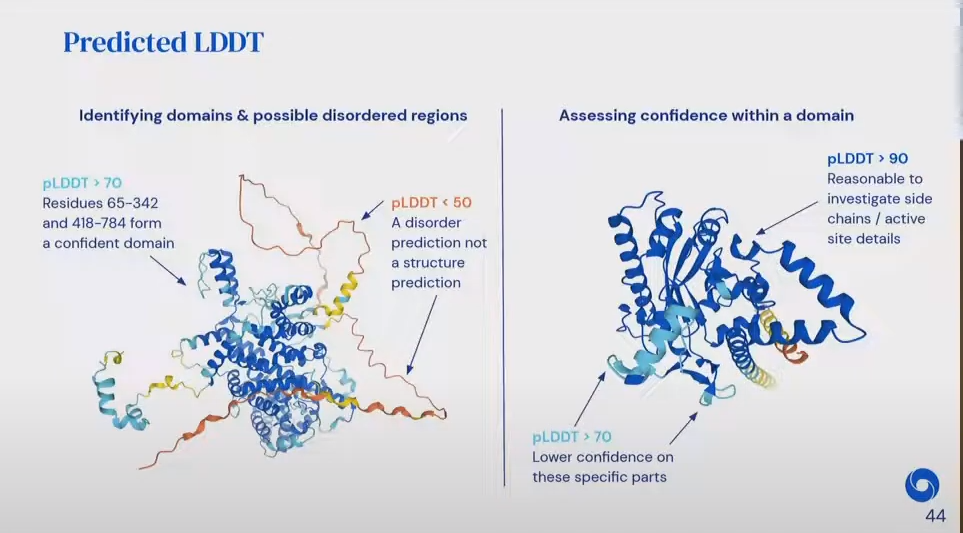 Predicted LDDT
Identifying domains & possible disordered regions
pLDDT > 70
Residues 65-342
and 418-784 form
a confident domain
pLDDT < 50
A disorder
prediction not
a structure
prediction
Assessing confidence within a domain
pLDDT > 90
Reasonable to
investigate side
chains / active
site details
pLDDT > 70
Lower confidence on
these specific parts
44